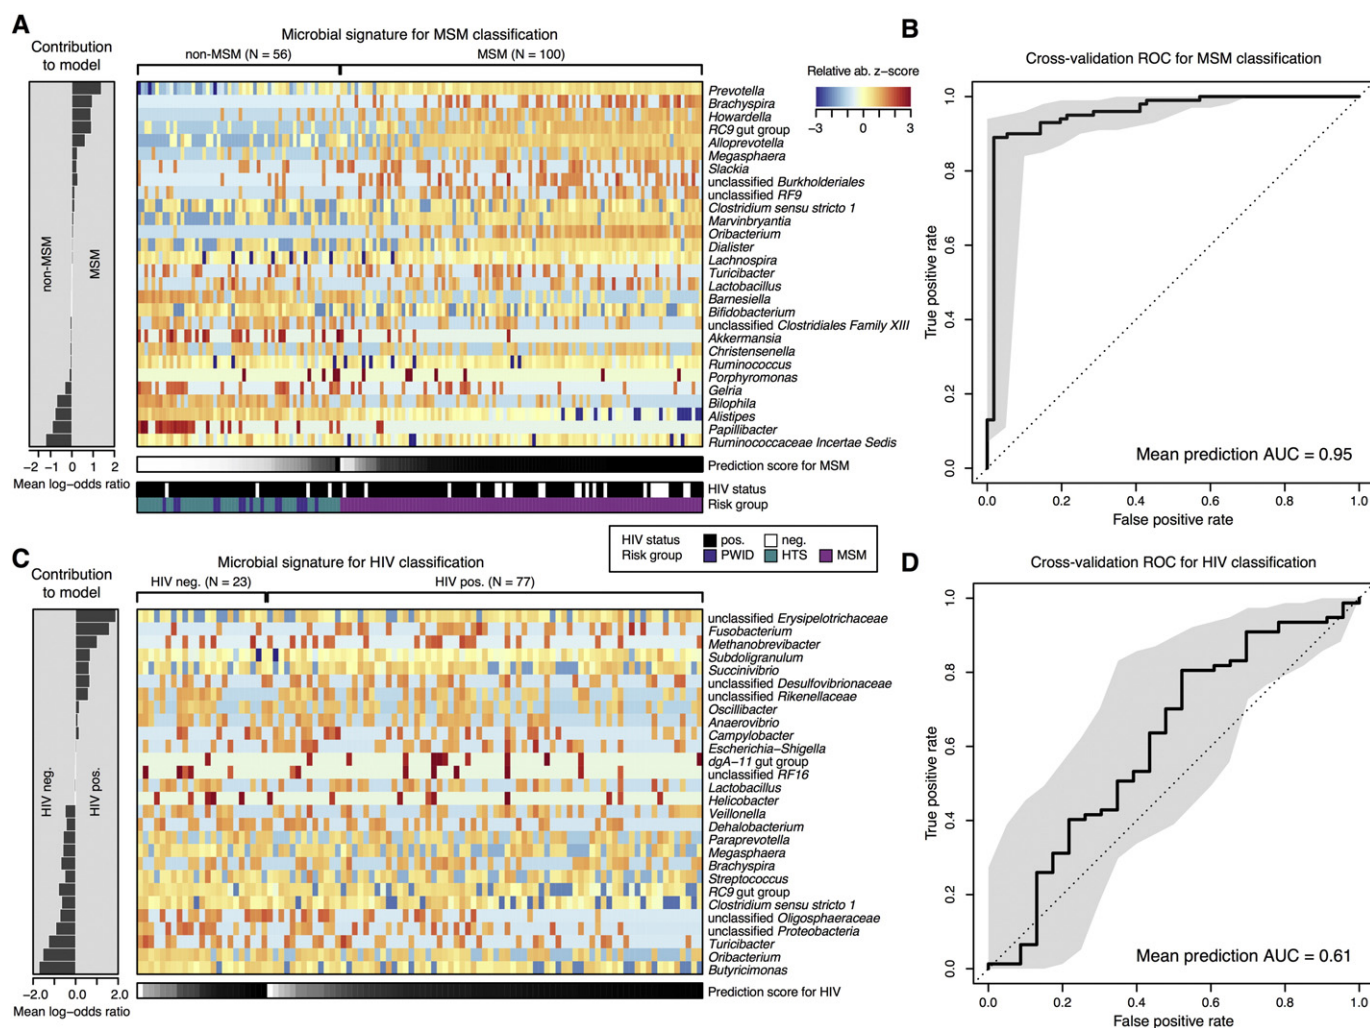 A
Contribution
to model
Microbial signature for MSM classification
non-MSM (N = 56)
MSM (N = 100)
Relative ab. z-score
−3 0 3
non-MSM
MSM
Prevotella
Brachyspira
Howardella
RC9 gut group
Alloprevotella
Megasphaera
Slackia
unclassified Burkholderiales
unclassified RF9
Clostridium sensu stricto 1
Marvinbryantia
Oribacterium
Dialister
Lachnospira
Turicibacter
Lactobacillus
Barnesiella
Bifidobacterium
unclassified Clostridiales Family XIII
Akkermansia
Christensenella
Ruminococcus
Porphyromonas
Gelria
Bilophila
Alistipes
Papillibacter
Ruminococcaceae Incertae Sedis
−2 −1 0 1 2
Mean log-odds ratio
Prediction score for MSM
HIV status
Risk group
B
Cross-validation ROC for MSM classification
True positive rate
1.0
0.8
0.6
0.4
0.2
0.0
Mean prediction AUC = 0.95
0.0 0.2 0.4 0.6 0.8 1.0
False positive rate
HIV status pos. neg.
Risk group PWID HTS MSM
C
Contribution
to model
Microbial signature for HIV classification
HIV neg. (N = 23)
HIV pos. (N = 77)
HIV neg.
HIV pos.
unclassified Erysipelotrichaceae
Fusobacterium
Methanobrevibacter
Subdoligranulum
Succinivibrio
unclassified Desulfovibrionaceae
unclassified Rikenellaceae
Oscillibacter
Anaerovibrio
Campylobacter
Escherichia−Shigella
dgA−11 gut group
unclassified RF16
Lactobacillus
Helicobacter
Veillonella
Dehalobacterium
Paraprevotella
Megasphaera
Brachyspira
Streptococcus
RC9 gut group
Clostridium sensu stricto 1
unclassified Oligosphaeraceae
unclassified Proteobacteria
Turicibacter
Oribacterium
Butyricimonas
−2.0 0.0 2.0
Mean log-odds ratio
Prediction score for HIV
D
Cross-validation ROC for HIV classification
True positive rate
1.0
0.8
0.6
0.4
0.2
0.0
Mean prediction AUC = 0.61
0.0 0.2 0.4 0.6 0.8 1.0
False positive rate